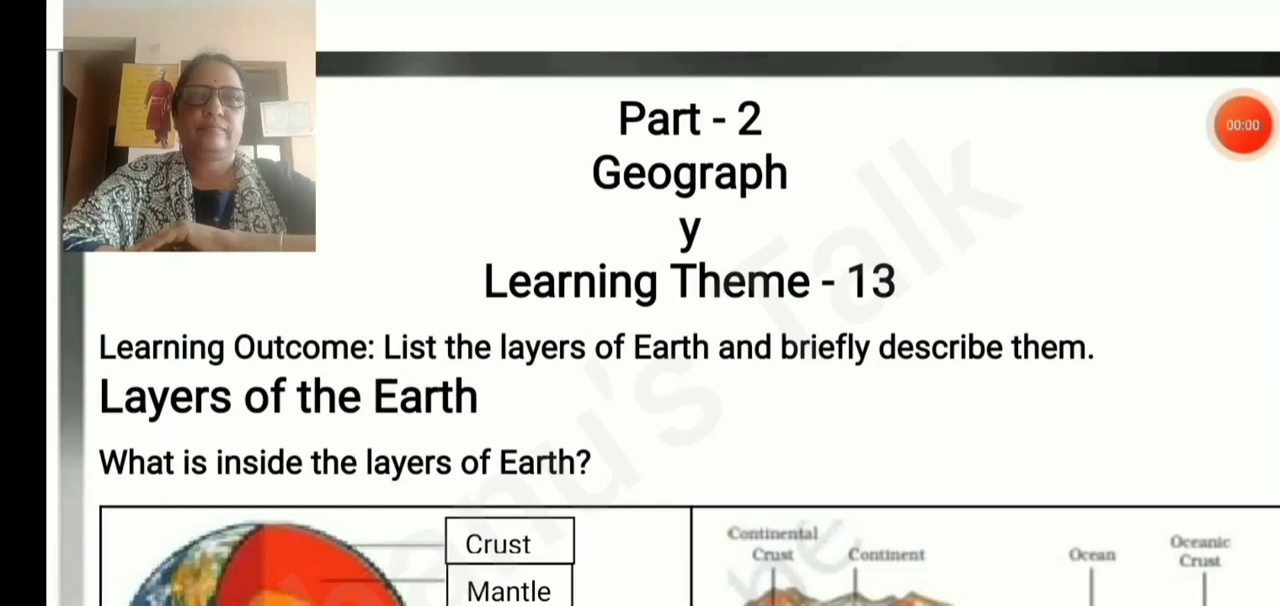 Part - 2
Geograph
y
Learning Theme - 13
00:00
Learning Outcome: List the layers of Earth and briefly describe them.
Layers of the Earth
What is inside the layers of Earth?
Crust
Mantle
Continental
Crust
Continent
Ocean
Oceanic
Crust